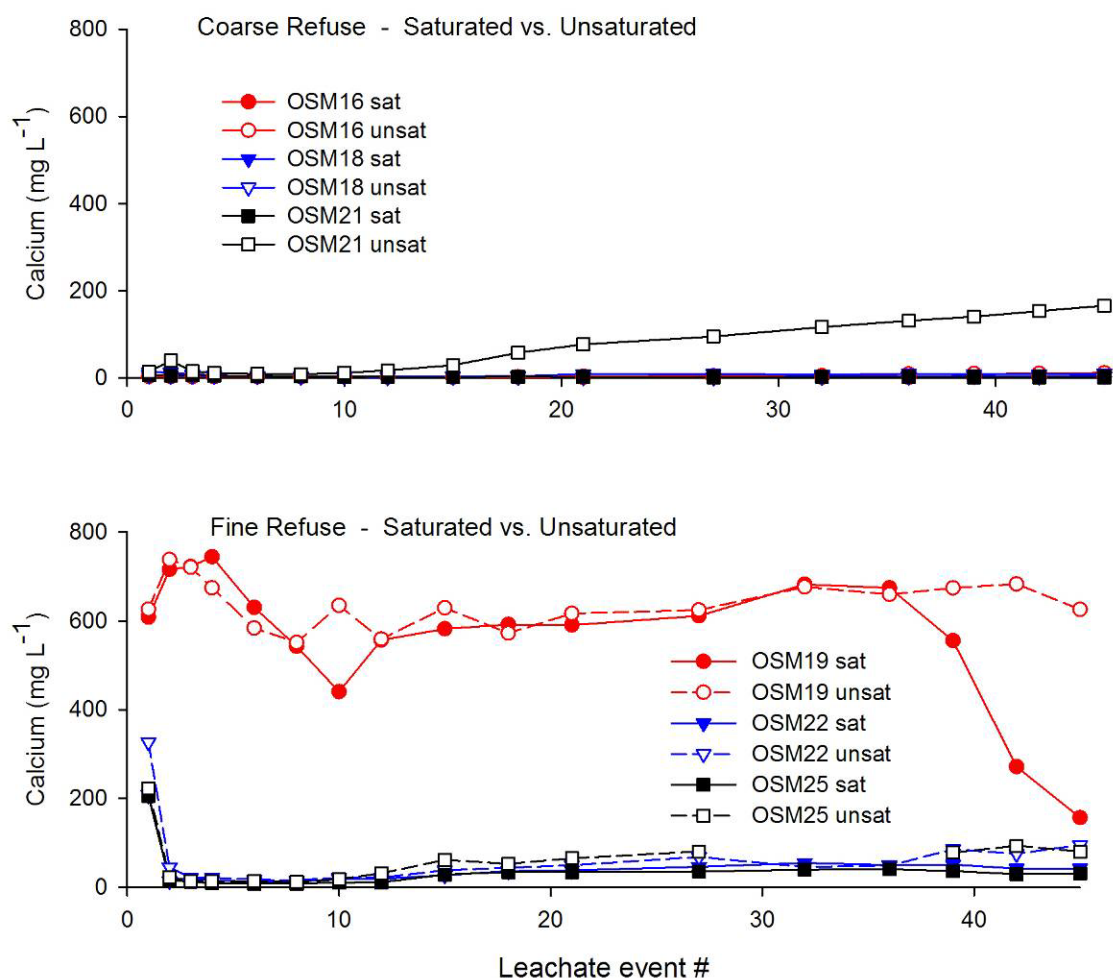 Coarse Refuse - Saturated vs. Unsaturated
Calcium (mg L⁻¹)
800
600
400
200
0
OSM16 sat
OSM16 unsat
OSM18 sat
OSM18 unsat
OSM21 sat
OSM21 unsat
0 10 20 30 40
Fine Refuse - Saturated vs. Unsaturated
Calcium (mg L⁻¹)
800
600
400
200
0
OSM19 sat
OSM19 unsat
OSM22 sat
OSM22 unsat
OSM25 sat
OSM25 unsat
0 10 20 30 40
Leachate event #